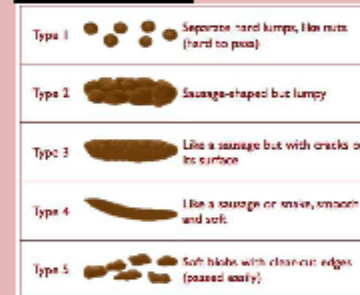 Type 1
Separate hard lumps, like nuts
(hard to pass)
Type 2
Sausage-shaped but lumpy
Type 3
Like a sausage but with cracks
its surface
Type 4
Like a sausage or snake, smooth
and soft
Type 5
Soft blobs with clear-cut edges
(passed easily)